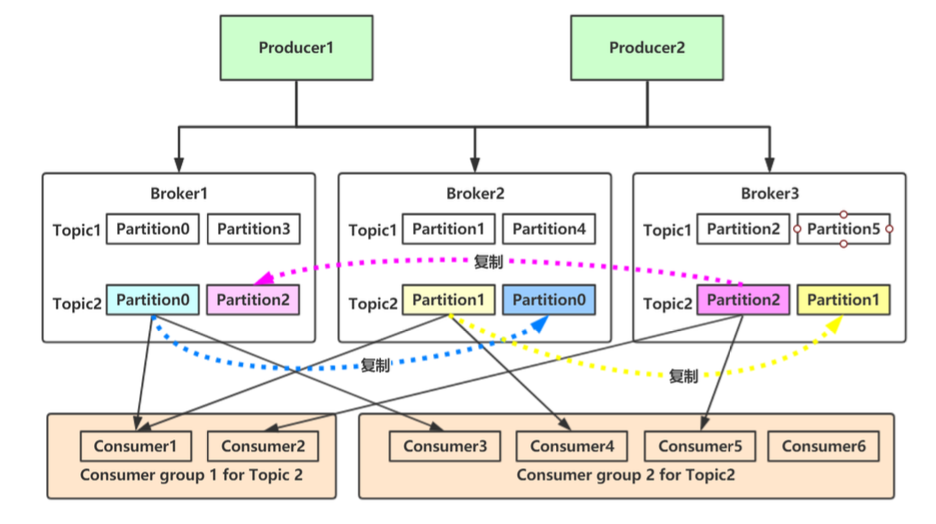 Producer1
Producer2
Broker1
Broker2
Broker3
Topic1 Partition0 Partition3
Topic1 Partition1 Partition4
Topic1 Partition2 Partition5
复制
Topic2 Partition0 Partition2
Topic2 Partition1 Partition0
Topic2 Partition2 Partition1
复制
复制
Consumer1 Consumer2
Consumer group 1 for Topic 2
Consumer3 Consumer4 Consumer5 Consumer6
Consumer group 2 for Topic2